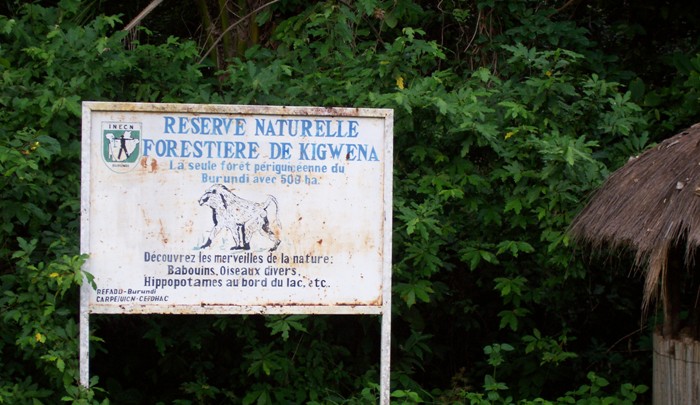 INECN
BURUNDI
RESERVE NATURELLE
FORESTIERE DE KIGWENA
La seule forêt périguinéenne du
Burundi avec 500 ha.
Découvrez les merveilles de la nature:
Babouins, Oiseaux divers,
Hippopotames au bord du lac, etc.
REFADD-Burundi
CARPE/UICN-CEFDHAC